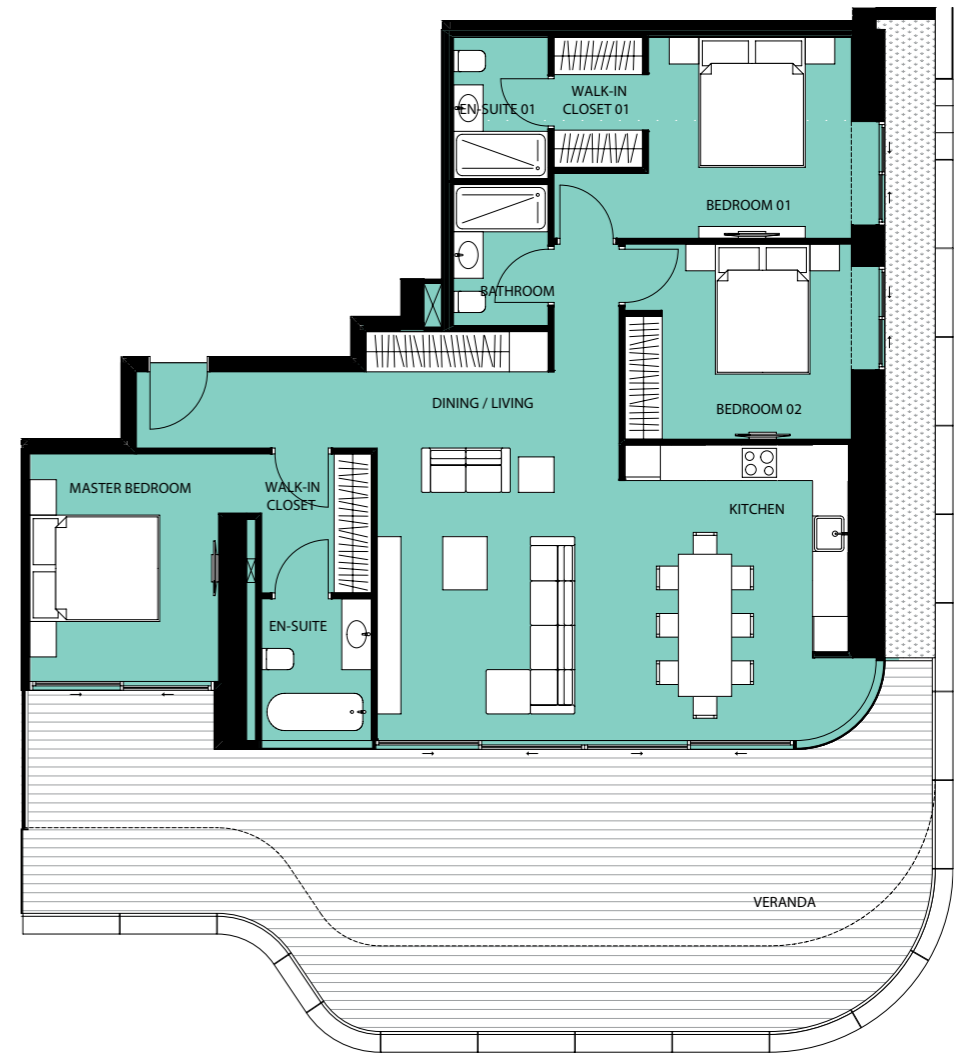 WALK-IN
CLOSET 01
EN-SUITE 01
BEDROOM 01
BATHROOM
DINING / LIVING
BEDROOM 02
MASTER BEDROOM
WALK-IN
CLOSET
KITCHEN
EN-SUITE
VERANDA